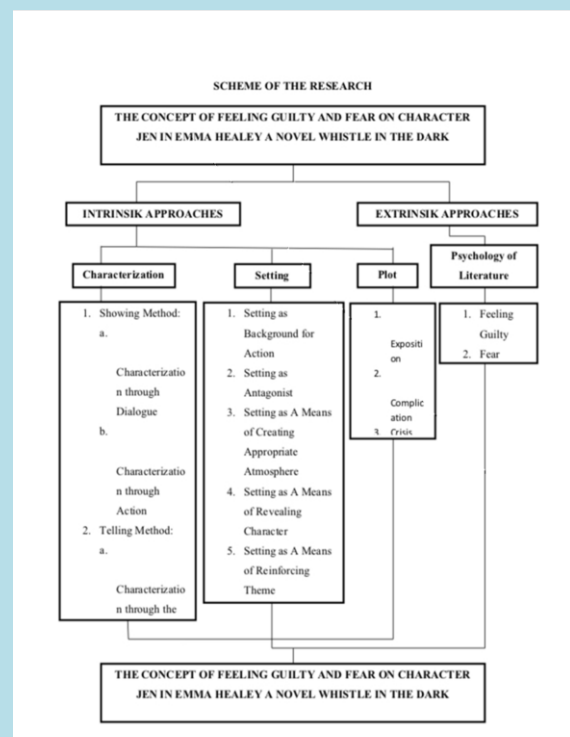 SCHEME OF THE RESEARCH
THE CONCEPT OF FEELING GUILTY AND FEAR ON CHARACTER
JEN IN EMMA HEALEY A NOVEL WHISTLE IN THE DARK
INTRINSIK APPROACHES
EXTRINSIK APPROACHES
Characterization
Setting
Plot
Psychology of
Literature
1. Showing Method:
a.
Characterizatio
n through
Dialogue
b.
Characterizatio
n through
Action
2. Telling Method:
a.
Characterizatio
n through the
1. Setting as
Background for
Action
2. Setting as
Antagonist
3. Setting as A Means
of Creating
Appropriate
Atmosphere
4. Setting as A Means
of Revealing
Character
5. Setting as A Means
of Reinforcing
Theme
1.
Expositi
on
2.
Complic
ation
3. Crisis
1. Feeling
Guilty
2. Fear
THE CONCEPT OF FEELING GUILTY AND FEAR ON CHARACTER
JEN IN EMMA HEALEY A NOVEL WHISTLE IN THE DARK